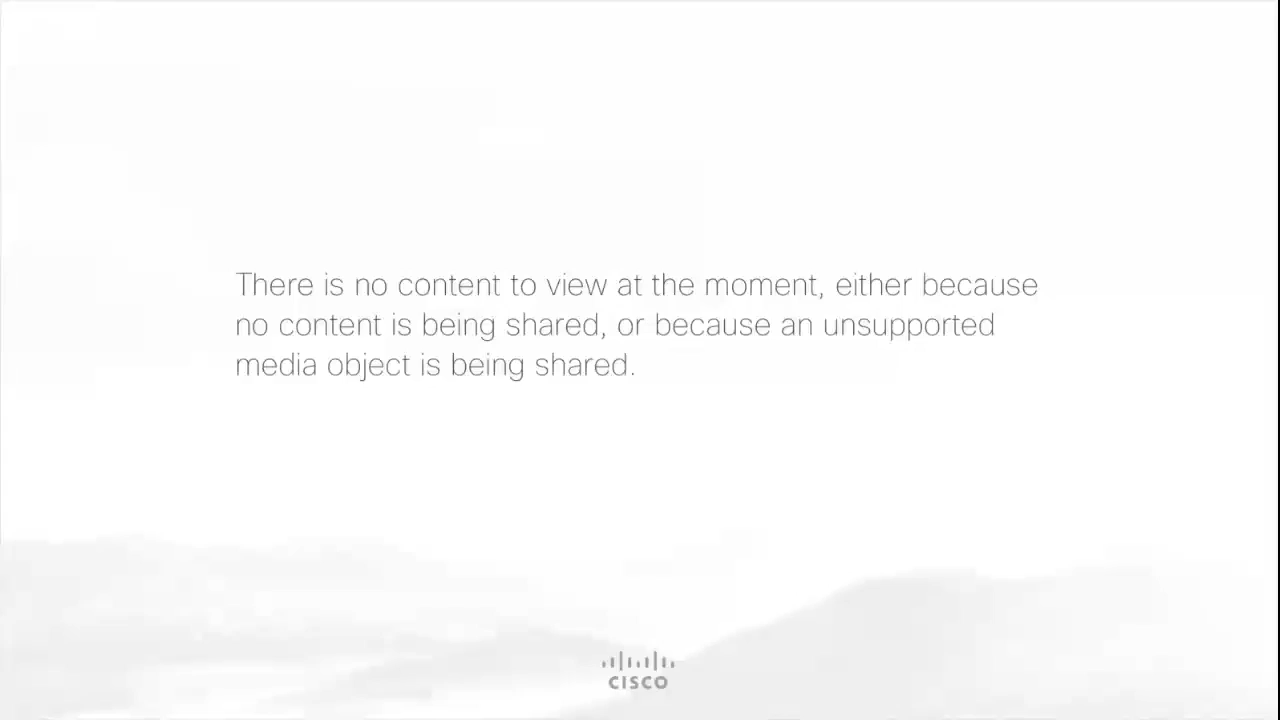 There is no content to view at the moment, either because
no content is being shared, or because an unsupported
media object is being shared.
CISCO